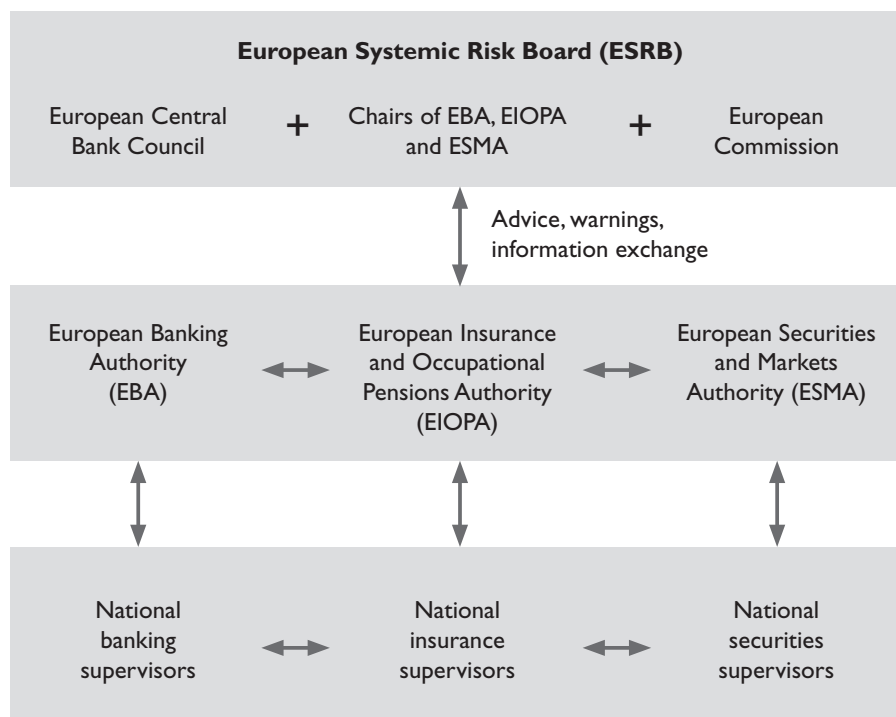 European Systemic Risk Board (ESRB)
European Central
Bank Council
+
Chairs of EBA, EIOPA
and ESMA
+
European
Commission
Advice, warnings,
information exchange
European Banking
Authority
(EBA)
European Insurance
and Occupational
Pensions Authority
(EIOPA)
European Securities
and Markets
Authority (ESMA)
National
banking
supervisors
National
insurance
supervisors
National
securities
supervisors